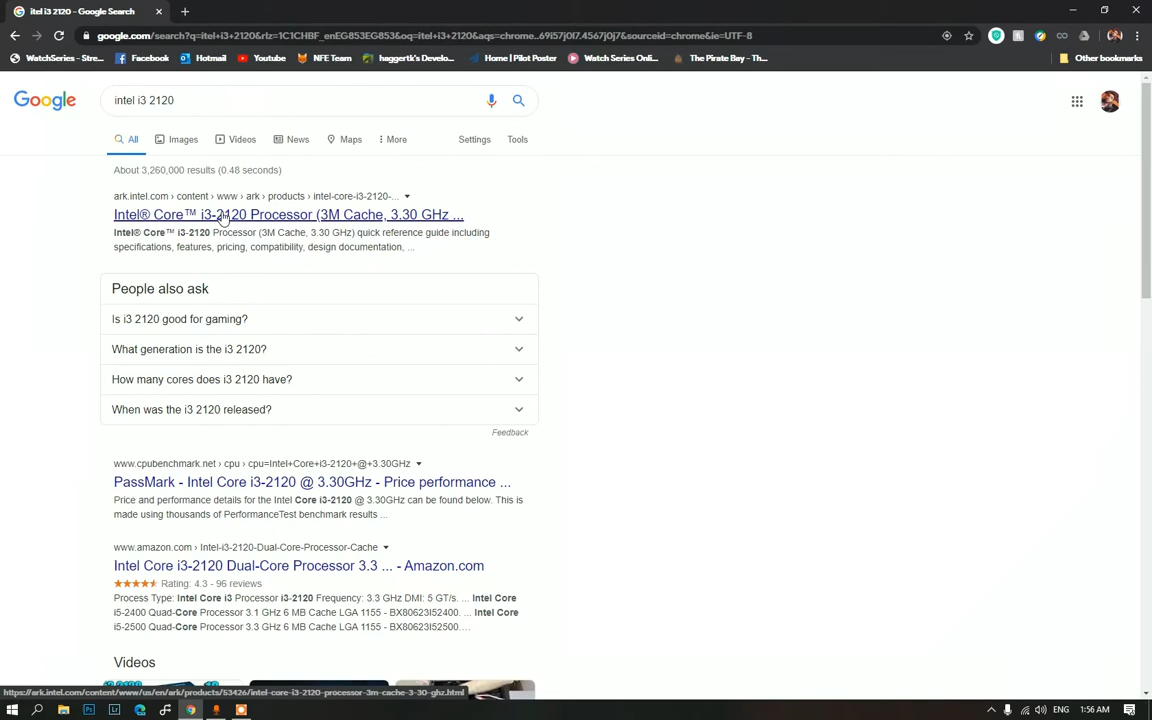 itel i3 2120 - Google Search
google.com/search?q=itel+i3+2120&rlz=1C1CHBF_enEG853EG853&oq=itel+i3+2120&aqs=chrome..69i57j0l7.4567j0j7&sourceid=chrome&ie=UTF-8
WatchSeries - Stre... Facebook Hotmail Youtube NFE Team haggertk's Develo... Home | Pilot Poster Watch Series Onli... The Pirate Bay - Th... Other bookmarks
Google intel i3 2120
All Images Videos News Maps More Settings Tools
About 3,260,000 results (0.48 seconds)
ark.intel.com › content › www › ark › products › intel-core-i3-2120-...
Intel® Core™ i3-2120 Processor (3M Cache, 3.30 GHz ...
Intel® Core™ i3-2120 Processor (3M Cache, 3.30 GHz) quick reference guide including
specifications, features, pricing, compatibility, design documentation, ...
People also ask
Is i3 2120 good for gaming?
What generation is the i3 2120?
How many cores does i3 2120 have?
When was the i3 2120 released?
Feedback
www.cpubenchmark.net › cpu › cpu=Intel+Core+i3-2120+@+3.30GHz
PassMark - Intel Core i3-2120 @ 3.30GHz - Price performance ...
Price and performance details for the Intel Core i3-2120 @ 3.30GHz can be found below. This is
made using thousands of PerformanceTest benchmark results ...
www.amazon.com › Intel-i3-2120-Dual-Core-Processor-Cache
Intel Core i3-2120 Dual-Core Processor 3.3 ... - Amazon.com
Rating: 4.3 - 96 reviews
Process Type: Intel Core i3 Processor i3-2120 Frequency: 3.3 GHz DMI: 5 GT/s. ... Intel Core
i5-2400 Quad-Core Processor 3.1 GHz 6 MB Cache LGA 1155 - BX80623I52400. ... Intel Core
i5-2500 Quad-Core Processor 3.3 GHz 6 MB Cache LGA 1155 - BX80623I52500....
Videos
https://ark.intel.com/content/www/us/en/ark/products/53426/intel-core-i3-2120-processor-3m-cache-3-30-ghz.html
Ps Lr ENG 1:56 AM